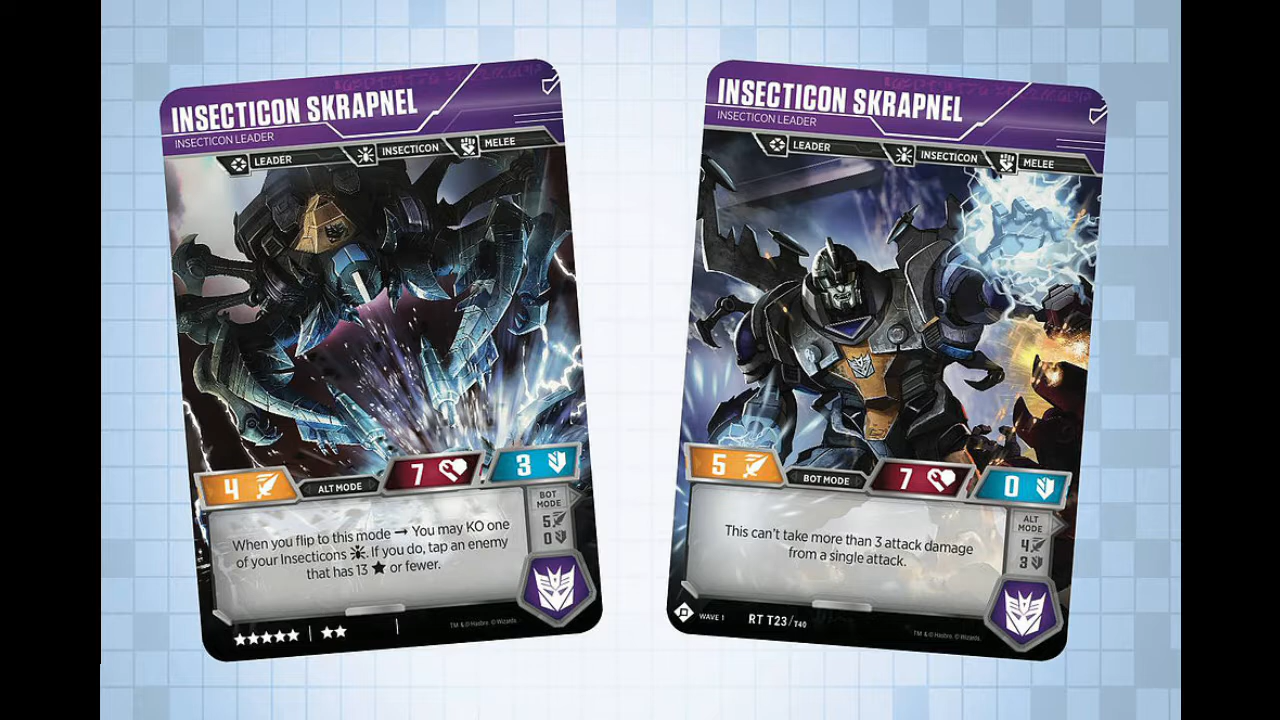 INSECTICON SKRAPNEL
INSECTICON LEADER
LEADER
INSECTICON
MELEE
4
ALT MODE
7
3
When you flip to this mode → You may KO one
of your Insecticons . If you do, tap an enemy
that has 13 ★ or fewer.
BOT
MODE
5
0
★★★★★ | ★★ |
TM & © Hasbro. © Wizards.
INSECTICON SKRAPNEL
INSECTICON LEADER
LEADER
INSECTICON
MELEE
5
BOT MODE
7
0
This can't take more than 3 attack damage
from a single attack.
ALT
MODE
4
3
WAVE 1
RT T23/T40
TM & © Hasbro. © Wizards.